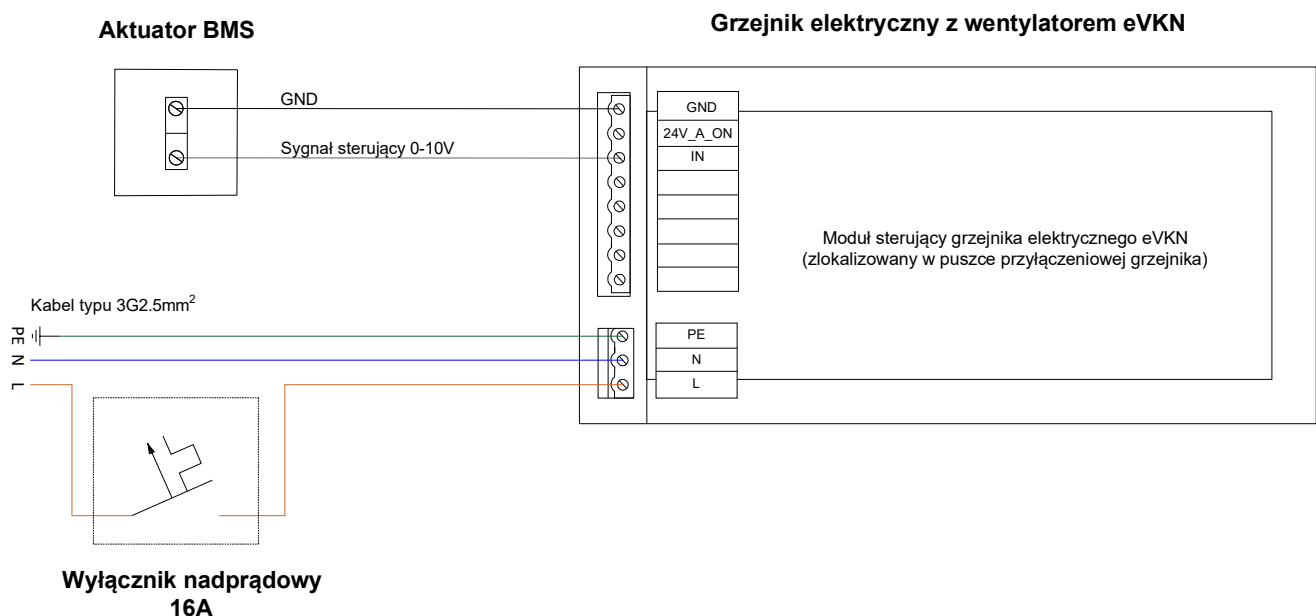 Aktuator BMS
Grzejnik elektryczny z wentylatorem eVKN
GND
Sygnał sterujący 0-10V
GND
24V_A_ON
IN
Moduł sterujący grzejnika elektrycznego eVKN
(zlokalizowany w puszce przyłączeniowej grzejnika)
Kabel typu 3G2.5mm²
PE
N
L
PE
N
L
Wyłącznik nadprądowy
16A